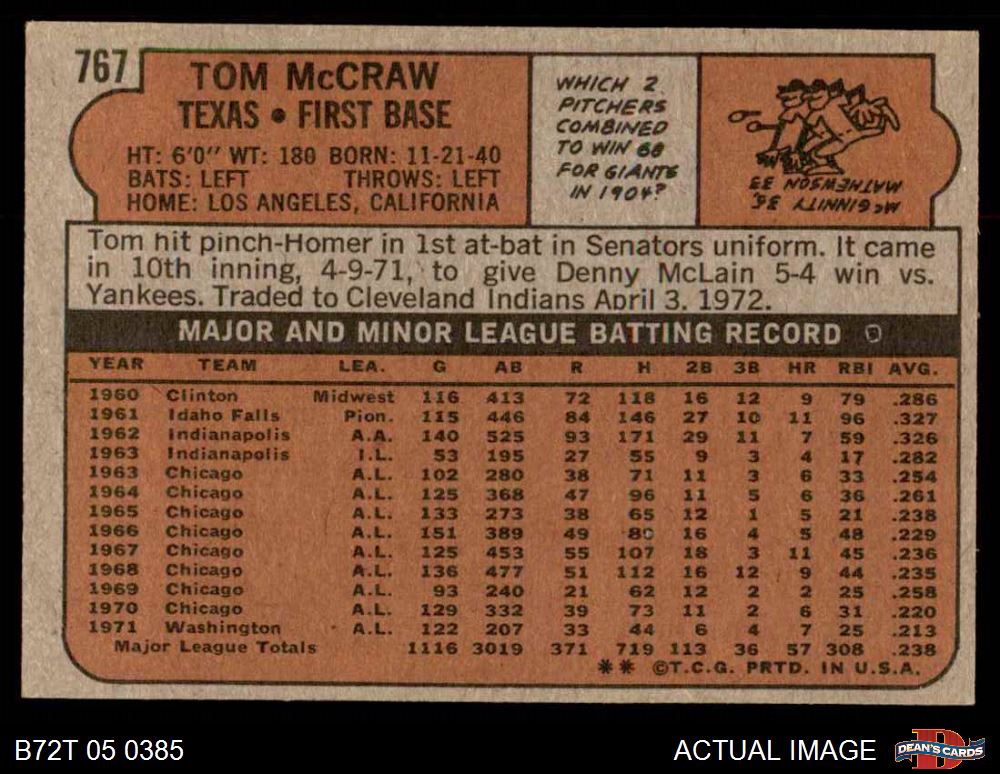 767
TOM McCRAW
TEXAS • FIRST BASE
HT: 6'0" WT: 180 BORN: 11-21-40
BATS: LEFT THROWS: LEFT
HOME: LOS ANGELES, CALIFORNIA
WHICH 2
PITCHERS
COMBINED
TO WIN 68
FOR GIANTS
IN 1904?
McGINNITY 35,
MATHEWSON 33
Tom hit pinch-Homer in 1st at-bat in Senators uniform. It came
in 10th inning, 4-9-71, to give Denny McLain 5-4 win vs.
Yankees. Traded to Cleveland Indians April 3, 1972.
MAJOR AND MINOR LEAGUE BATTING RECORD
YEAR TEAM LEA. G AB R H 2B 3B HR RBI AVG.
1960 Clinton Midwest 116 413 72 118 16 12 9 79 .286
1961 Idaho Falls Pion. 115 446 84 146 27 10 11 96 .327
1962 Indianapolis A.A. 140 525 93 171 29 11 7 59 .326
1963 Indianapolis I.L. 53 195 27 55 9 3 4 17 .282
1963 Chicago A.L. 102 280 38 71 11 3 6 33 .254
1964 Chicago A.L. 125 368 47 96 11 5 6 36 .261
1965 Chicago A.L. 133 273 38 65 12 1 5 21 .238
1966 Chicago A.L. 151 389 49 89 16 4 5 48 .229
1967 Chicago A.L. 125 453 55 107 18 3 11 45 .236
1968 Chicago A.L. 136 477 51 112 16 12 9 44 .235
1969 Chicago A.L. 93 240 21 62 12 2 2 25 .258
1970 Chicago A.L. 129 332 39 73 11 2 6 31 .220
1971 Washington A.L. 122 207 33 44 6 4 7 25 .213
Major League Totals 1116 3019 371 719 113 36 57 308 .238
** ©T.C.G. PRTD. IN U.S.A.
B72T 05 0385
ACTUAL IMAGE
DEAN'S CARDS